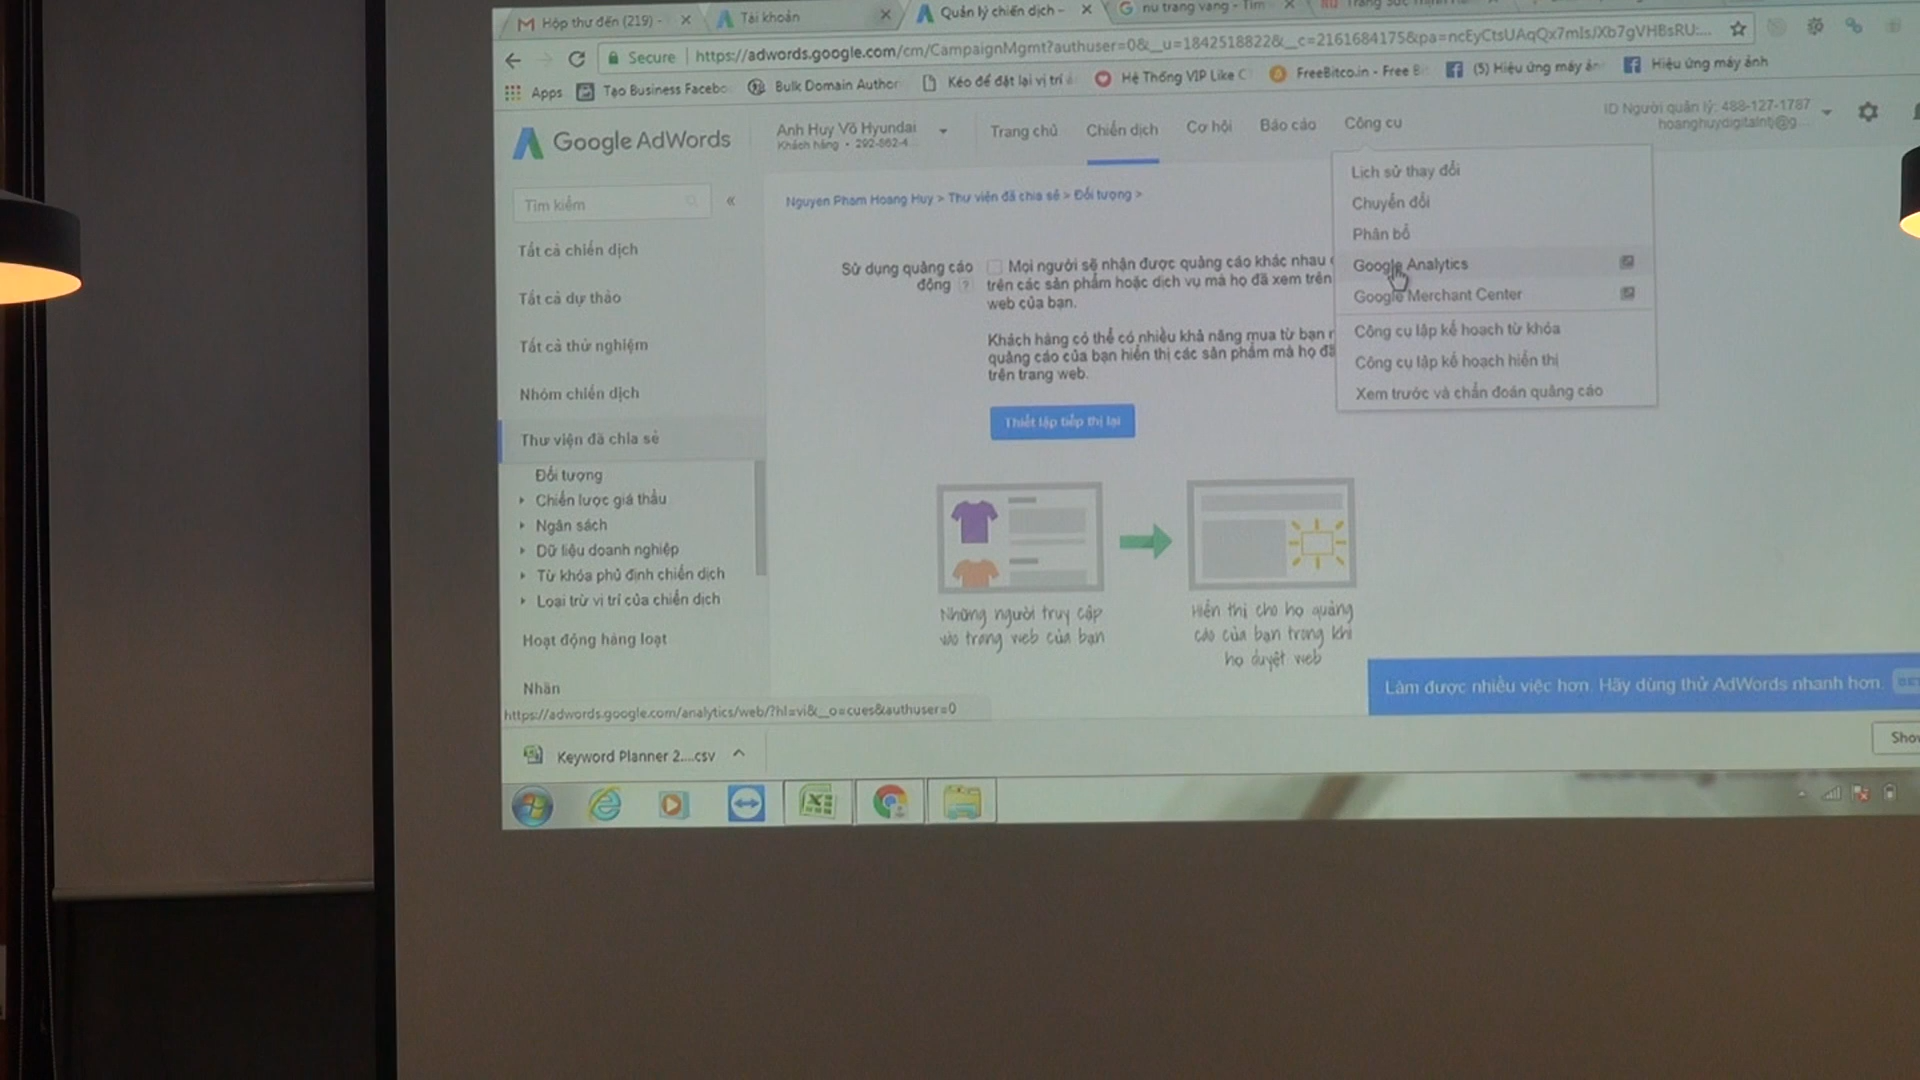 Hộp thư đến (219) -
Tài khoản
Quản lý chiến dịch -
nu trang vang - Tìm
Secure
https://adwords.google.com/cm/CampaignMgmt?authuser=0&__u=1842518822&__c=2161684175&pa=ncEyCtsUAqQx7mIsJXb7gVHBsRU:...
Apps
Tạo Business Facebo
Bulk Domain Author
Kéo để đặt lại vị trí
Hệ Thống VIP Like C
FreeBitco.in - Free B
(5) Hiệu ứng máy ản
Hiệu ứng máy ảnh
Google AdWords
Anh Huy Võ Hyundai
Khách hàng • 292-562-4...
Trang chủ
Chiến dịch
Cơ hội
Báo cáo
Công cụ
ID Người quản lý: 488-127-1787
hoanghuydigitalntj@g...
Tìm kiếm
«
Tất cả chiến dịch
Tất cả dự thảo
Tất cả thử nghiệm
Nhóm chiến dịch
Thư viện đã chia sẻ
Đối tượng
Chiến lược giá thầu
Ngân sách
Dữ liệu doanh nghiệp
Từ khóa phủ định chiến dịch
Loại trừ vị trí của chiến dịch
Hoạt động hàng loạt
Nhãn
Nguyen Pham Hoang Huy > Thư viện đã chia sẻ > Đối tượng >
Sử dụng quảng cáo
động ?
Mọi người sẽ nhận được quảng cáo khác nhau
trên các sản phẩm hoặc dịch vụ mà họ đã xem trên
web của bạn.
Khách hàng có thể có nhiều khả năng mua từ bạn
quảng cáo của bạn hiển thị các sản phẩm mà họ đã
trên trang web.
Thiết lập tiếp thị lại
Những người truy cập
vào trang web của bạn
Hiển thị cho họ quảng
cáo của bạn trong khi
họ duyệt web
Lịch sử thay đổi
Chuyển đổi
Phân bổ
Google Analytics
Google Merchant Center
Công cụ lập kế hoạch từ khóa
Công cụ lập kế hoạch hiển thị
Xem trước và chẩn đoán quảng cáo
Làm được nhiều việc hơn. Hãy dùng thử AdWords nhanh hơn.
https://adwords.google.com/analytics/web/?hl=vi&__o=cues&authuser=0
Keyword Planner 2....csv
Show